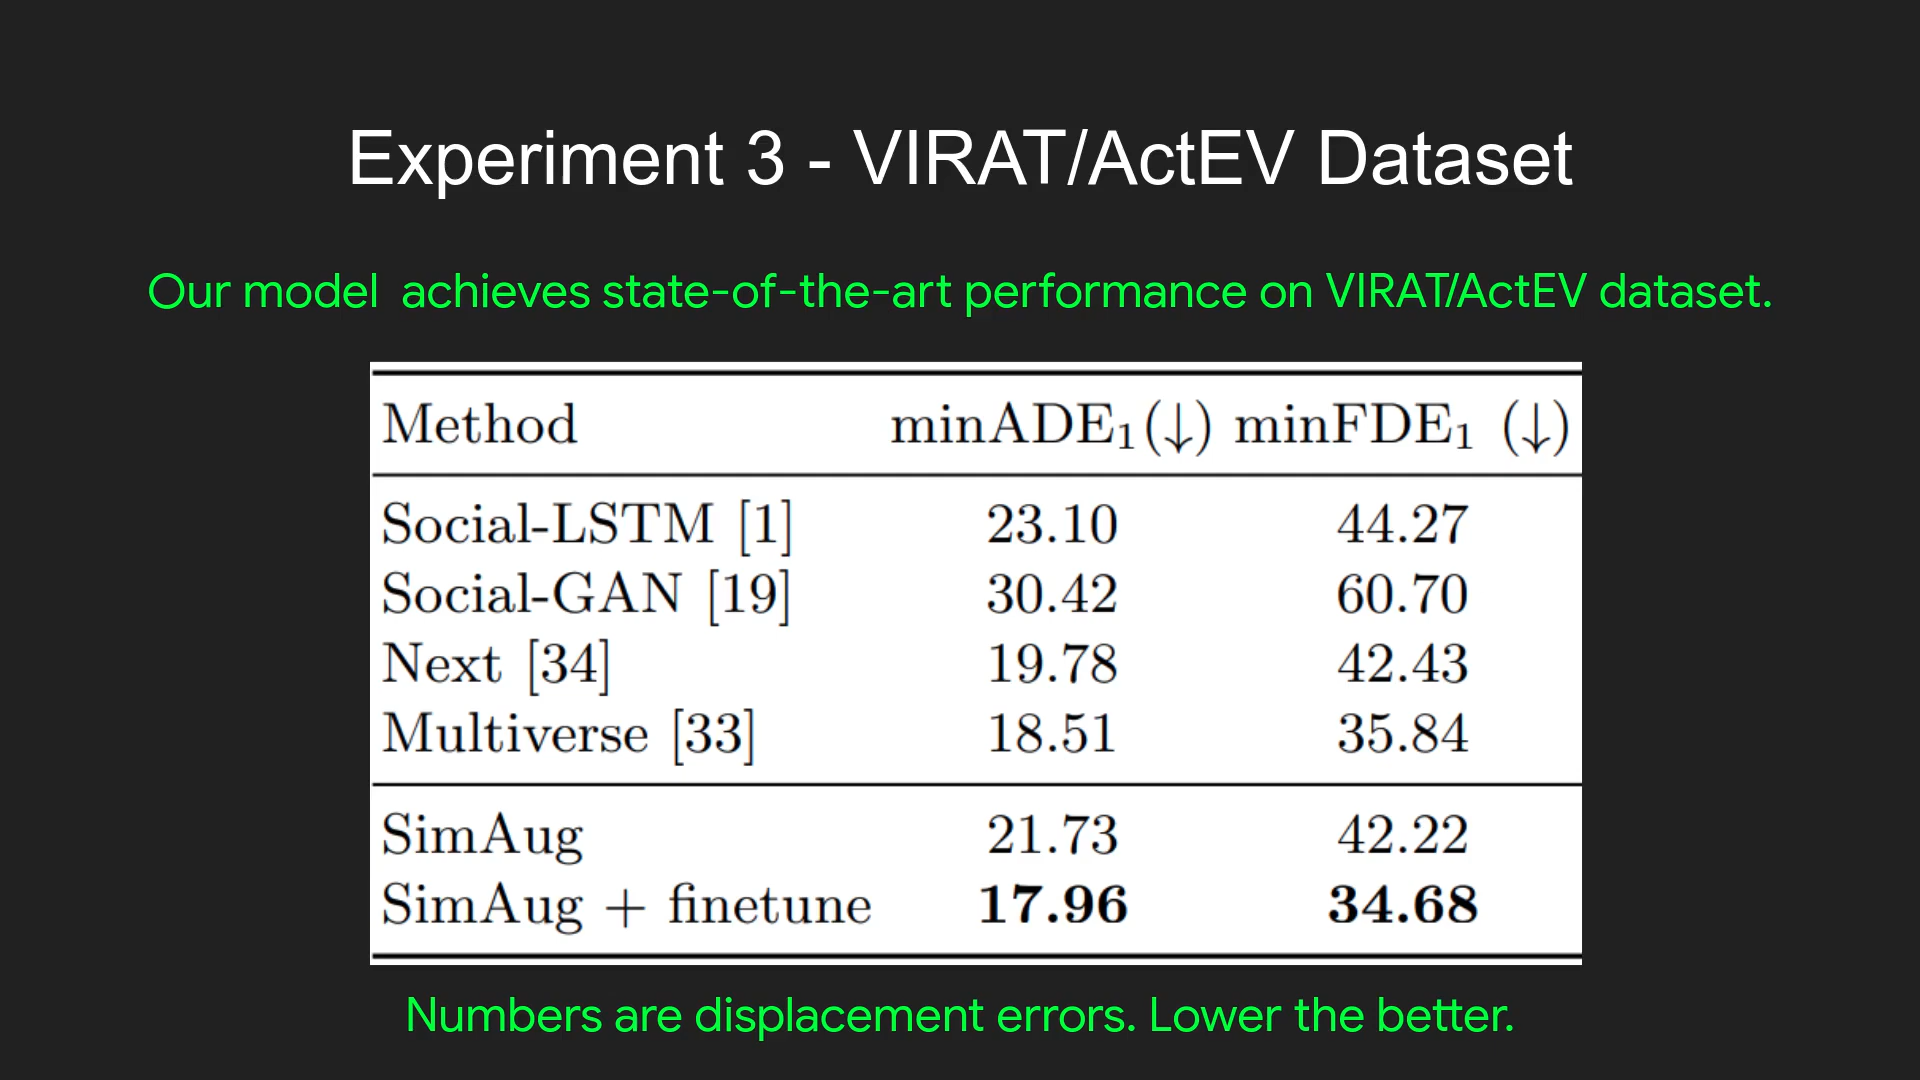 Experiment 3 - VIRAT/ActEV Dataset
Our model  achieves state-of-the-art performance on VIRAT/ActEV dataset.
Method minADE₁(↓) minFDE₁ (↓)
Social-LSTM [1] 23.10 44.27
Social-GAN [19] 30.42 60.70
Next [34] 19.78 42.43
Multiverse [33] 18.51 35.84
SimAug 21.73 42.22
SimAug + finetune 17.96 34.68
Numbers are displacement errors. Lower the better.